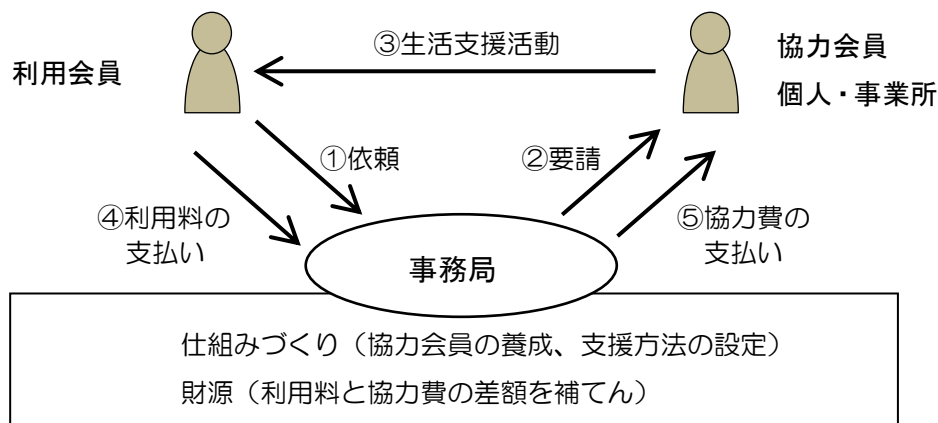 ③生活支援活動
利用会員
協力会員
個人・事業所
①依頼
②要請
④利用料の
支払い
⑤協力費の
支払い
事務局
仕組みづくり（協力会員の養成、支援方法の設定）
財源（利用料と協力費の差額を補てん）